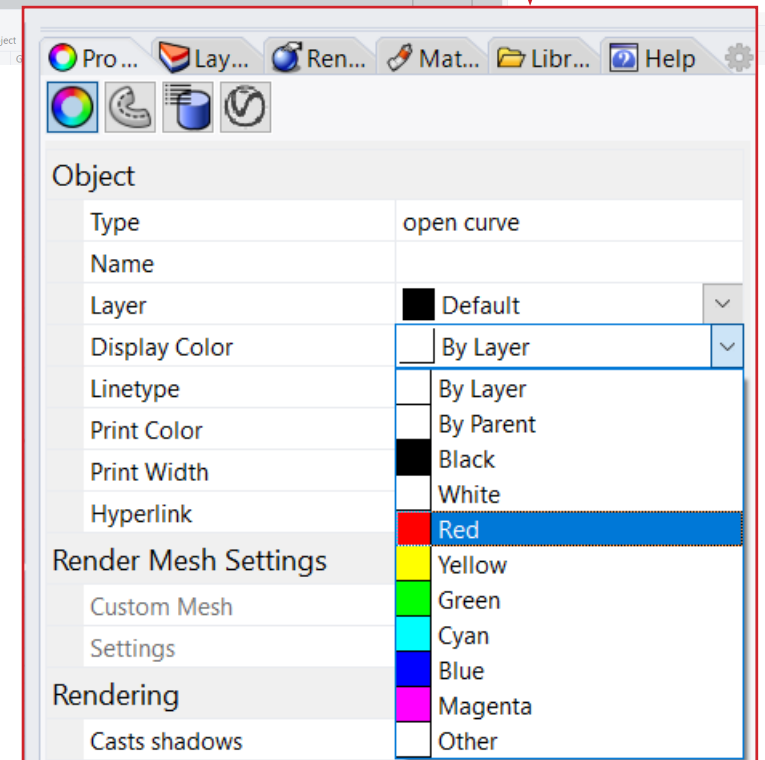 ject
Pro... Lay... Ren... Mat... Libr... Help
Object
Type open curve
Name
Layer Default
Display Color By Layer
Linetype By Layer
Print Color By Parent
Black
Print Width White
Hyperlink Red
Render Mesh Settings Yellow
Custom Mesh Green
Settings Cyan
Blue
Rendering Magenta
Casts shadows Other